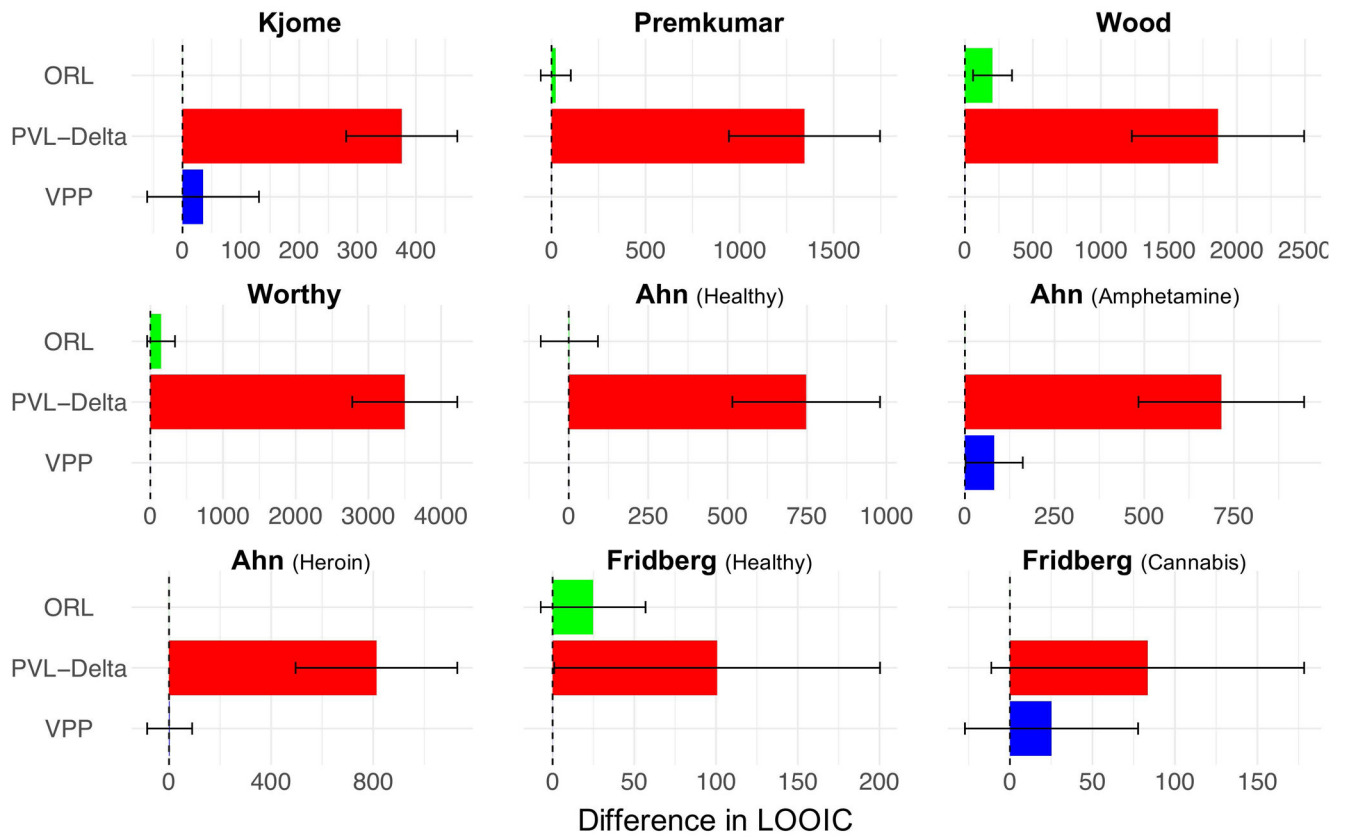 Kjome Premkumar Wood
ORL
PVL−Delta
VPP
0 100 200 300 400 0 500 1000 1500 0 500 1000 1500 2000 2500
Worthy Ahn (Healthy) Ahn (Amphetamine)
ORL
PVL−Delta
VPP
0 1000 2000 3000 4000 0 250 500 750 1000 0 250 500 750
Ahn (Heroin) Fridberg (Healthy) Fridberg (Cannabis)
ORL
PVL−Delta
VPP
0 400 800 0 50 100 150 200 0 50 100 150
Difference in LOOIC